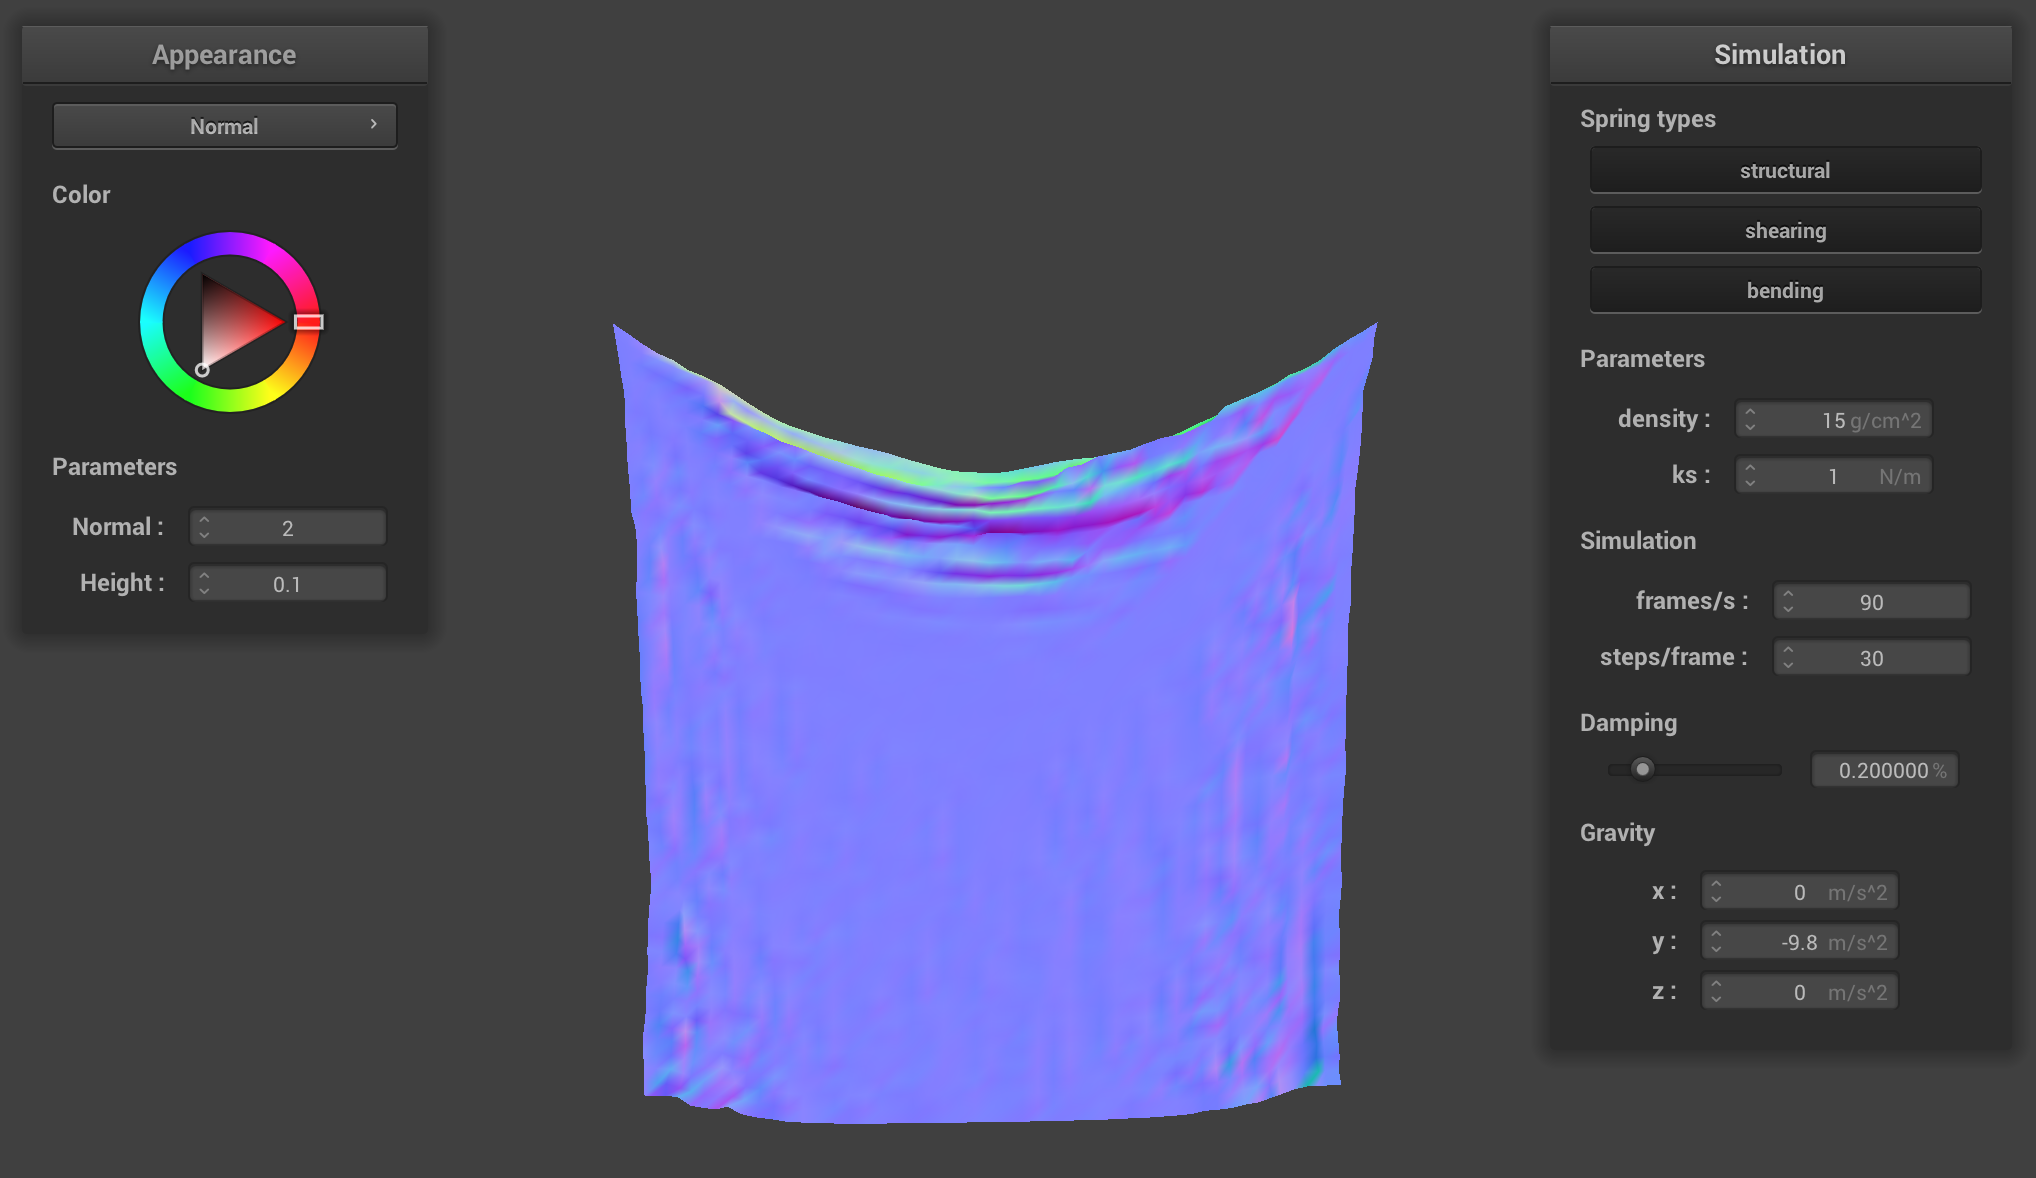 Appearance
Normal
Color
Parameters
Normal :
2
Height :
0.1
Simulation
Spring types
structural
shearing
bending
Parameters
density :
15 g/cm^2
ks :
1 N/m
Simulation
frames/s :
90
steps/frame :
30
Damping
0.200000 %
Gravity
x :
0 m/s^2
y :
-9.8 m/s^2
z :
0 m/s^2